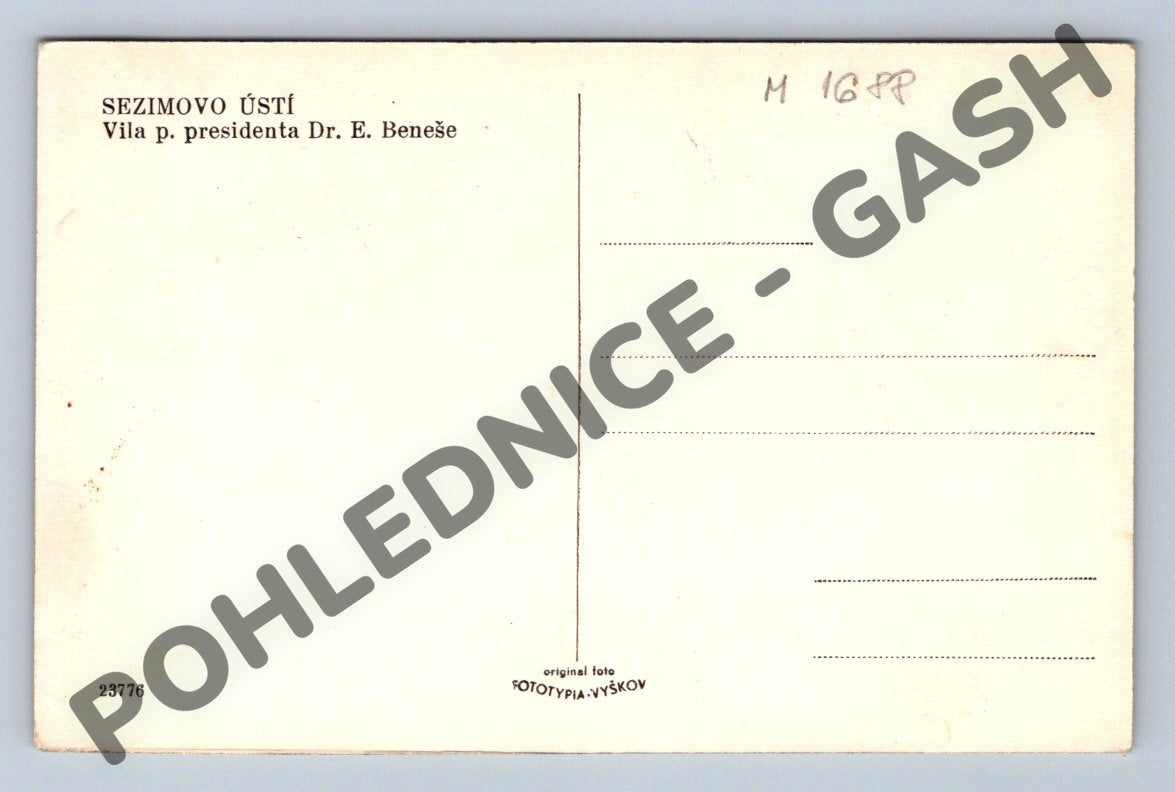 SEZIMOVO ÚSTÍ
Vila p. presidenta Dr. E. Beneše
M 1688
POHLEDNICE - GASH
23776
original foto
FOTOTYPIA-VYŠKOV